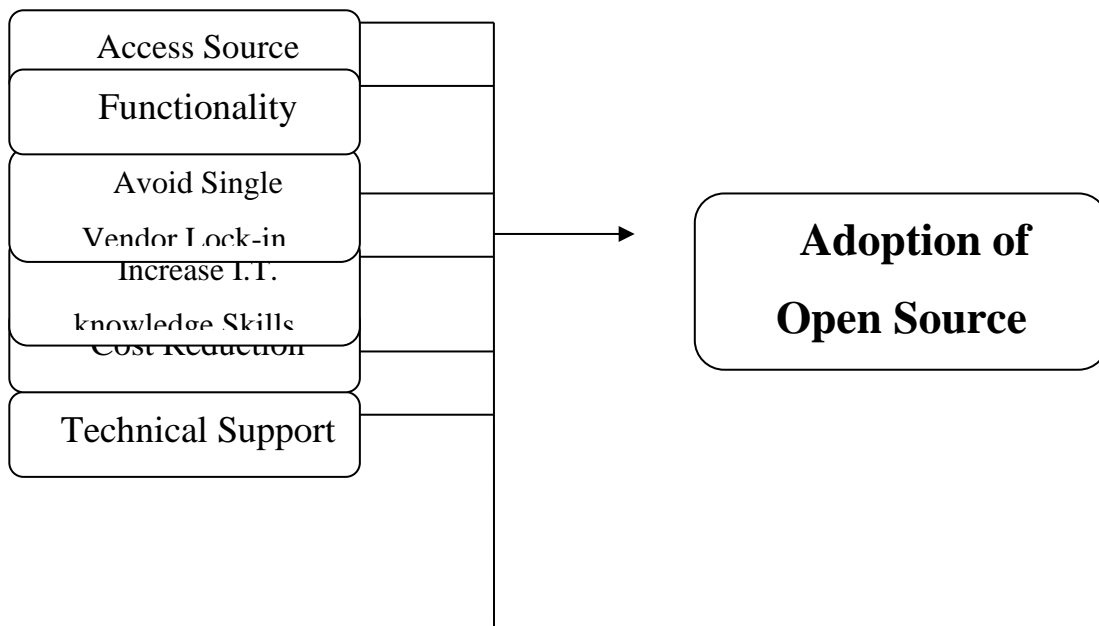 Access Source
Functionality
Avoid Single
Vendor Lock-in
Increase I.T.
knowledge Skills
Cost Reduction
Technical Support
Adoption of
Open Source